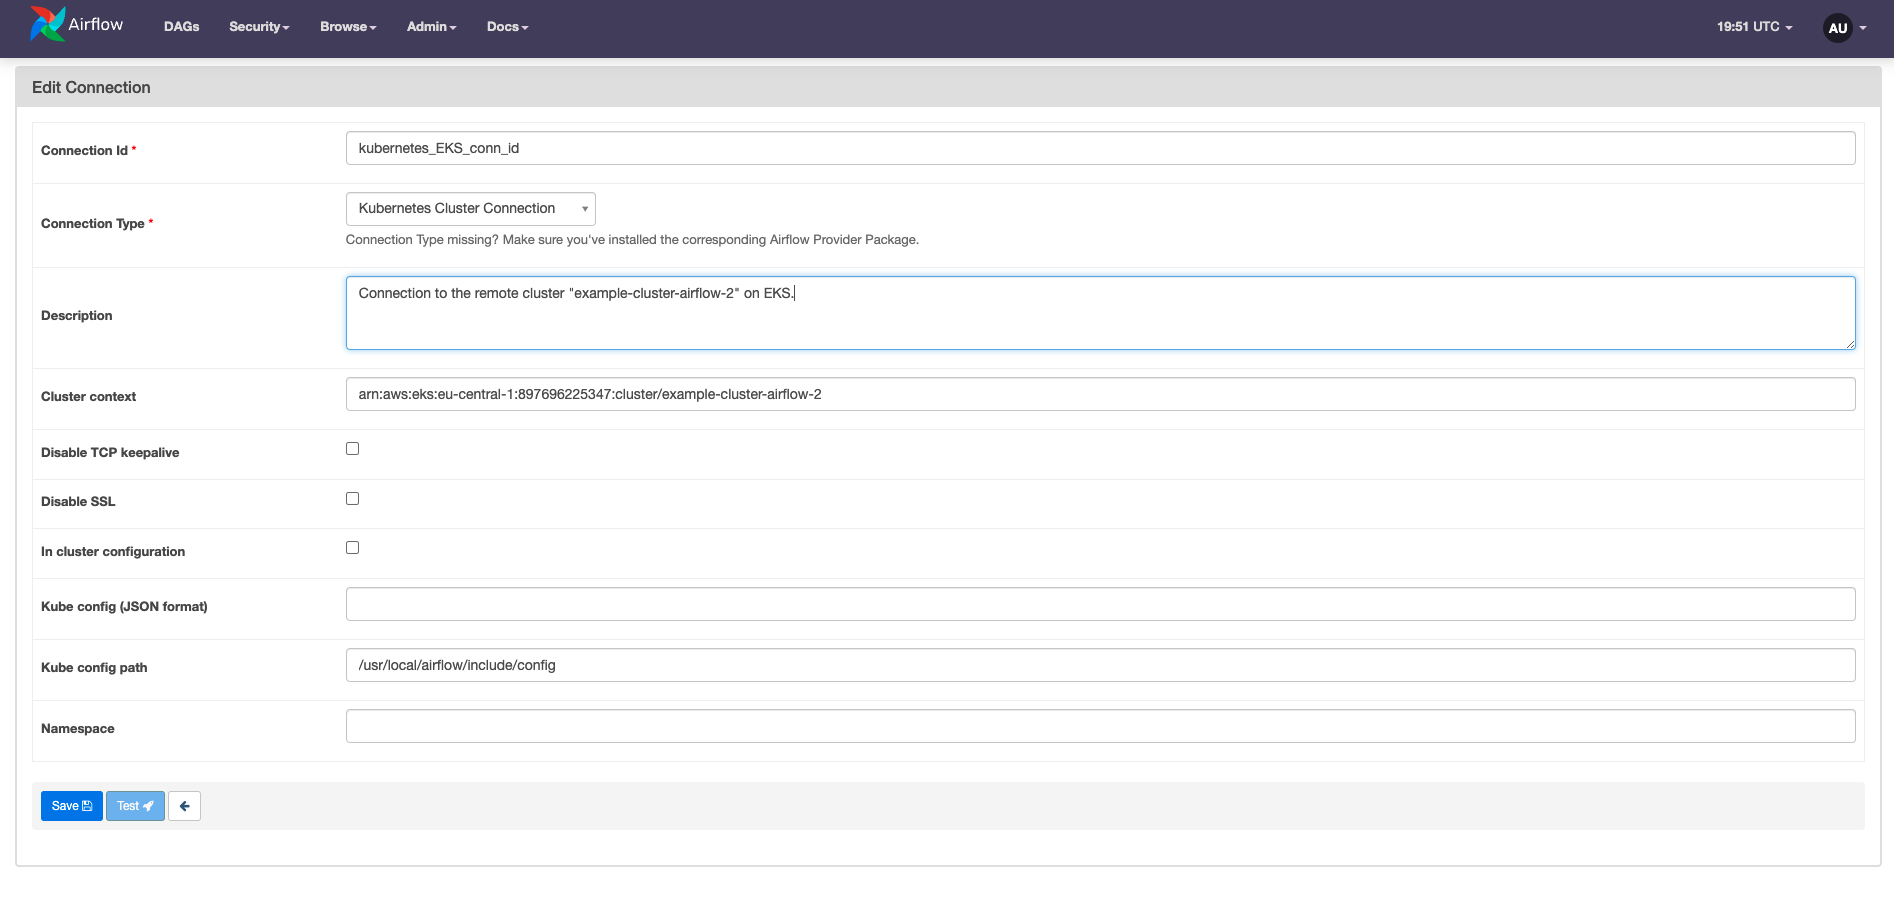 Airflow DAGs Security Browse Admin Docs 19:51 UTC AU
Edit Connection
Connection Id * kubernetes_EKS_conn_id
Connection Type * Kubernetes Cluster Connection
Connection Type missing? Make sure you've installed the corresponding Airflow Provider Package.
Description Connection to the remote cluster "example-cluster-airflow-2" on EKS.
Cluster context arn:aws:eks:eu-central-1:897696225347:cluster/example-cluster-airflow-2
Disable TCP keepalive
Disable SSL
In cluster configuration
Kube config (JSON format)
Kube config path /usr/local/airflow/include/config
Namespace
Save Test